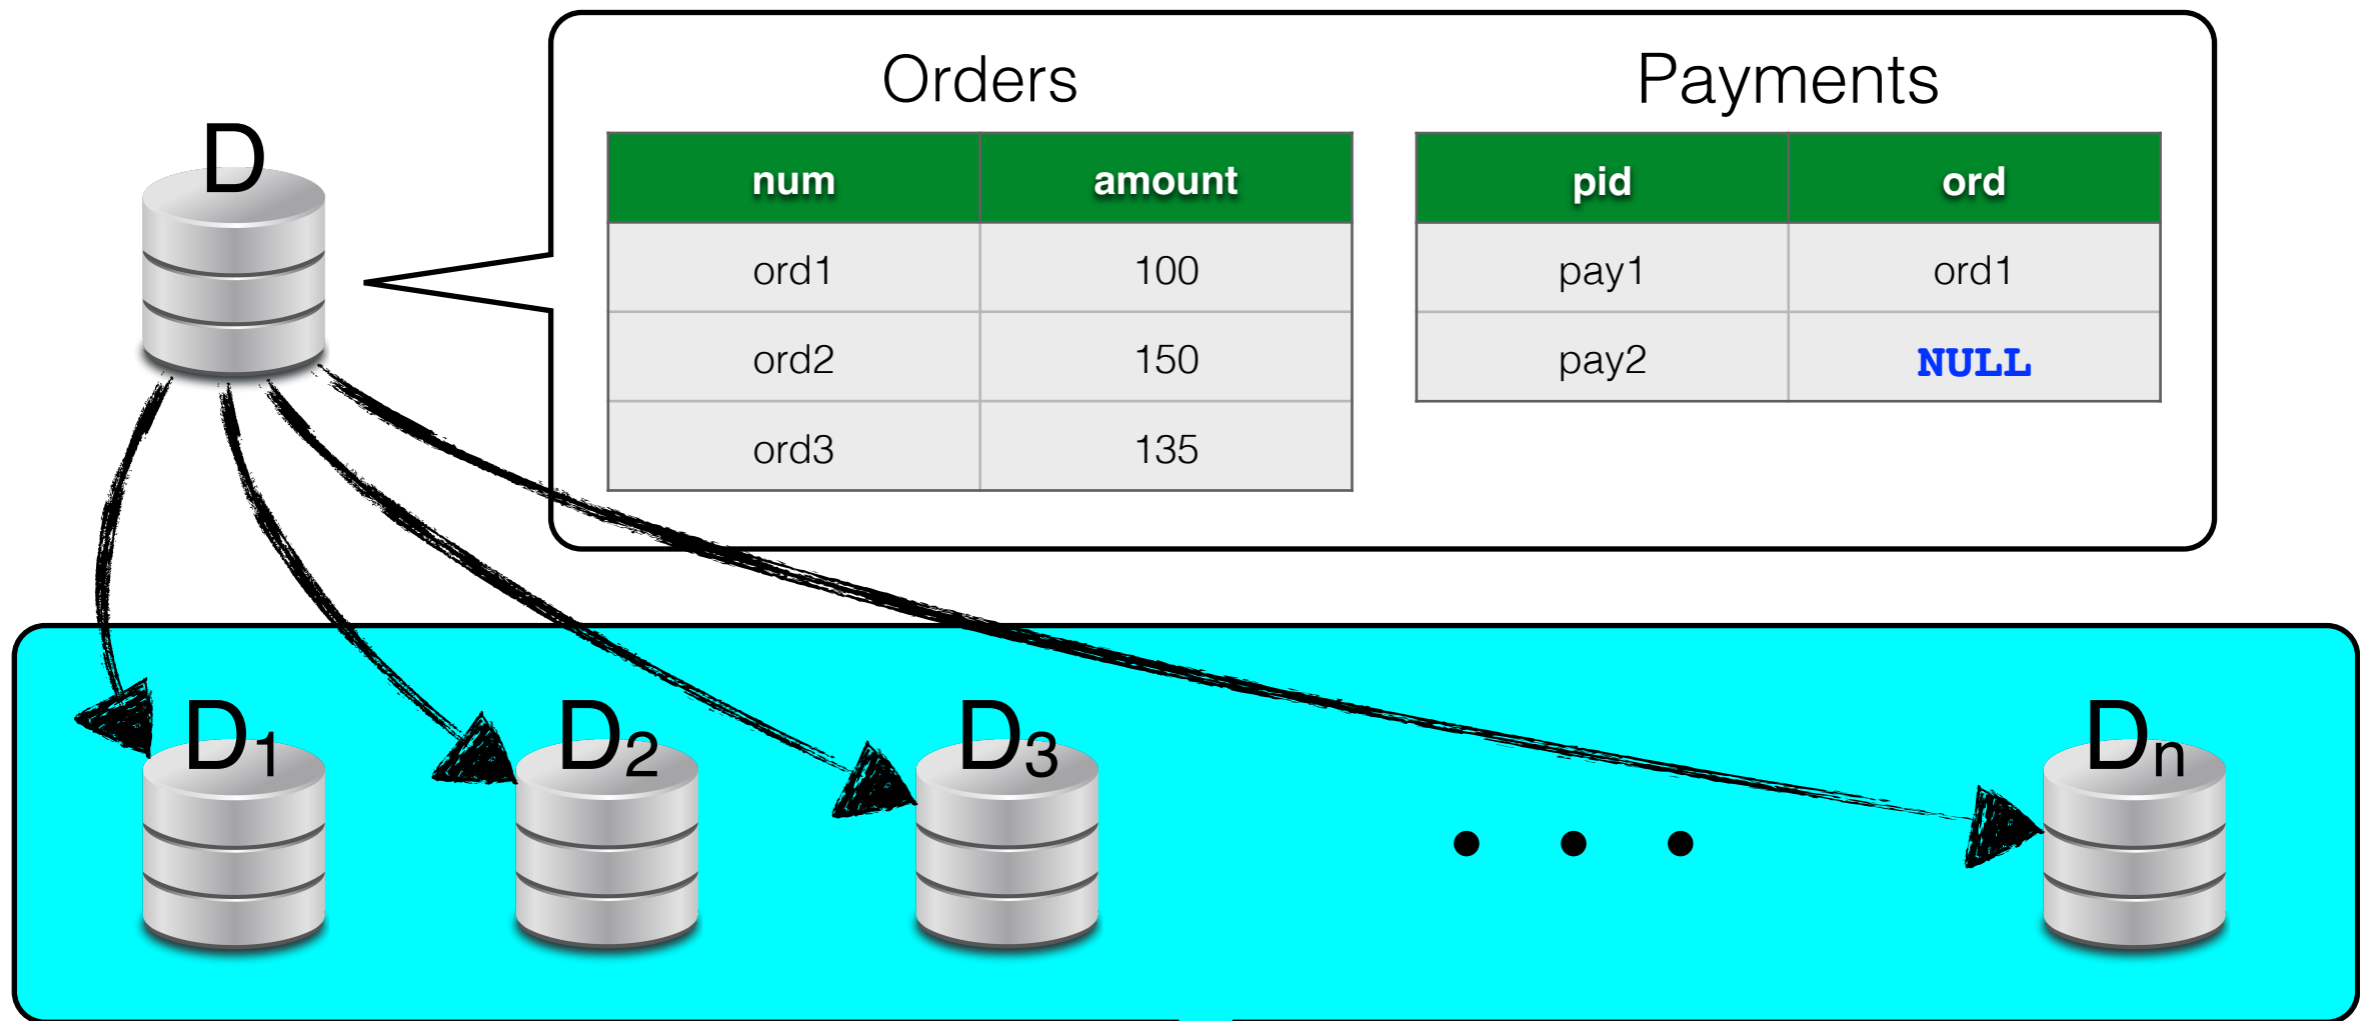 Orders
num amount
ord1 100
ord2 150
ord3 135
Payments
pid ord
pay1 ord1
pay2 NULL
D
D₁ D₂ D₃ • • • Dₙ